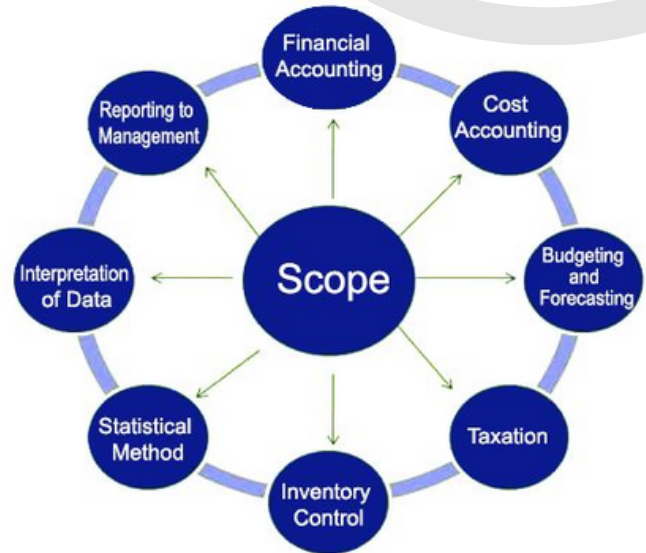 Financial
Accounting
Cost
Accounting
Budgeting
and
Forecasting
Taxation
Inventory
Control
Statistical
Method
Interpretation
of Data
Reporting to
Management
Scope